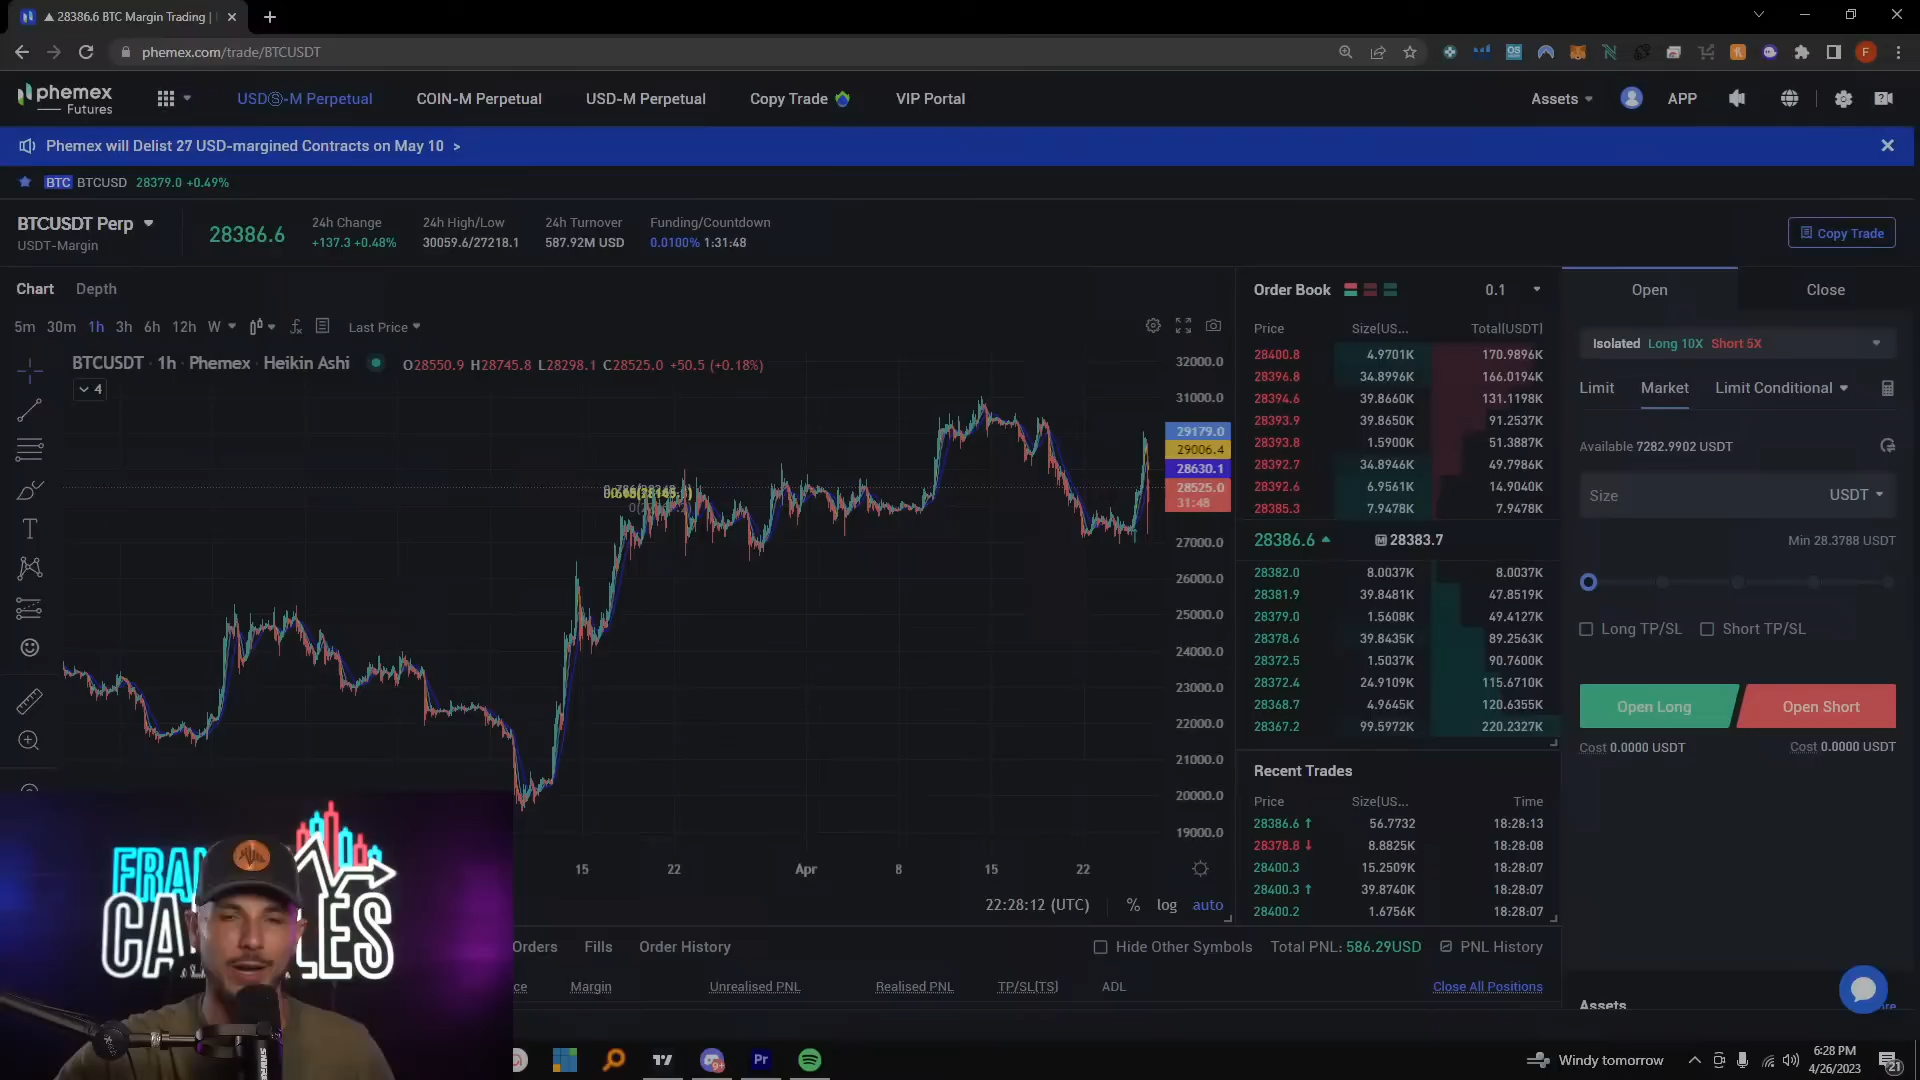 ▲ 28386.6 BTC Margin Trading |
phemex.com/trade/BTCUSDT
phemex
Futures
USDⓈ-M Perpetual
COIN-M Perpetual
USD-M Perpetual
Copy Trade
VIP Portal
Assets
APP
Phemex will Delist 27 USD-margined Contracts on May 10 >
BTC BTCUSD 28379.0 +0.49%
BTCUSDT Perp
USDT-Margin
28386.6
24h Change
+137.3 +0.48%
24h High/Low
30059.6/27218.1
24h Turnover
587.92M USD
Funding/Countdown
0.0100% 1:31:48
Copy Trade
Chart Depth
5m 30m 1h 3h 6h 12h W
Last Price
BTCUSDT · 1h · Phemex · Heikin Ashi
O28550.9 H28745.8 L28298.1 C28525.0 +50.5 (+0.18%)
4
32000.0
31000.0
29179.0
29006.4
28630.1
28525.0
31:48
27000.0
26000.0
25000.0
24000.0
23000.0
22000.0
21000.0
20000.0
19000.0
15 22 Apr 8 15 22
22:28:12 (UTC) % log auto
Order Book 0.1
Price Size(US... Total(USDT)
28400.8 4.9701K 170.9896K
28396.8 34.8996K 166.0194K
28394.6 39.8660K 131.1198K
28393.9 39.8650K 91.2537K
28393.8 1.5900K 51.3887K
28392.7 34.8946K 49.7986K
28392.6 6.9561K 14.9040K
28385.3 7.9478K 7.9478K
28386.6 M 28383.7
28382.0 8.0037K 8.0037K
28381.9 39.8481K 47.8519K
28379.0 1.5608K 49.4127K
28378.6 39.8435K 89.2563K
28372.5 1.5037K 90.7600K
28372.4 24.9109K 115.6710K
28368.7 4.9645K 120.6355K
28367.2 99.5972K 220.2327K
Recent Trades
Price Size(US... Time
28386.6 ↑ 56.7732 18:28:13
28378.8 ↓ 8.8825K 18:28:08
28400.3 15.2509K 18:28:07
28400.3 ↑ 39.8740K 18:28:07
28400.2 1.6756K 18:28:07
Open Close
Isolated Long 10X Short 5X
Limit Market Limit Conditional
Available 7282.9902 USDT
Size USDT
Min 28.3788 USDT
Long TP/SL Short TP/SL
Open Long Open Short
Cost 0.0000 USDT Cost 0.0000 USDT
Assets
Orders Fills Order History
Hide Other Symbols Total PNL: 586.29USD PNL History
Margin Unrealised PNL Realised PNL TP/SL(TS) ADL Close All Positions
Windy tomorrow
6:28 PM
4/26/2023
21